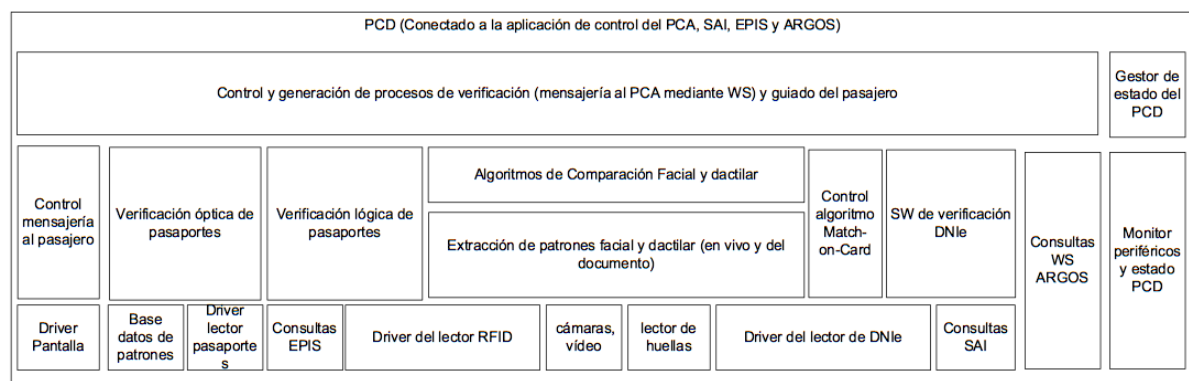 PCD (Conectado a la aplicación de control del PCA, SAI, EPIS y ARGOS)
Control y generación de procesos de verificación (mensajería al PCA mediante WS) y guiado del pasajero
Gestor de
estado del
PCD
Control
mensajería
al pasajero
Verificación óptica de
pasaportes
Verificación lógica de
pasaportes
Algoritmos de Comparación Facial y dactilar
Extracción de patrones facial y dactilar (en vivo y del
documento)
Control
algoritmo
Match-
on-Card
SW de verificación
DNIe
Consultas
WS
ARGOS
Monitor
periféricos
y estado
PCD
Driver
Pantalla
Base
datos de
patrones
Driver
lector
pasaporte
s
Consultas
EPIS
Driver del lector RFID
cámaras,
vídeo
lector de
huellas
Driver del lector de DNIe
Consultas
SAI